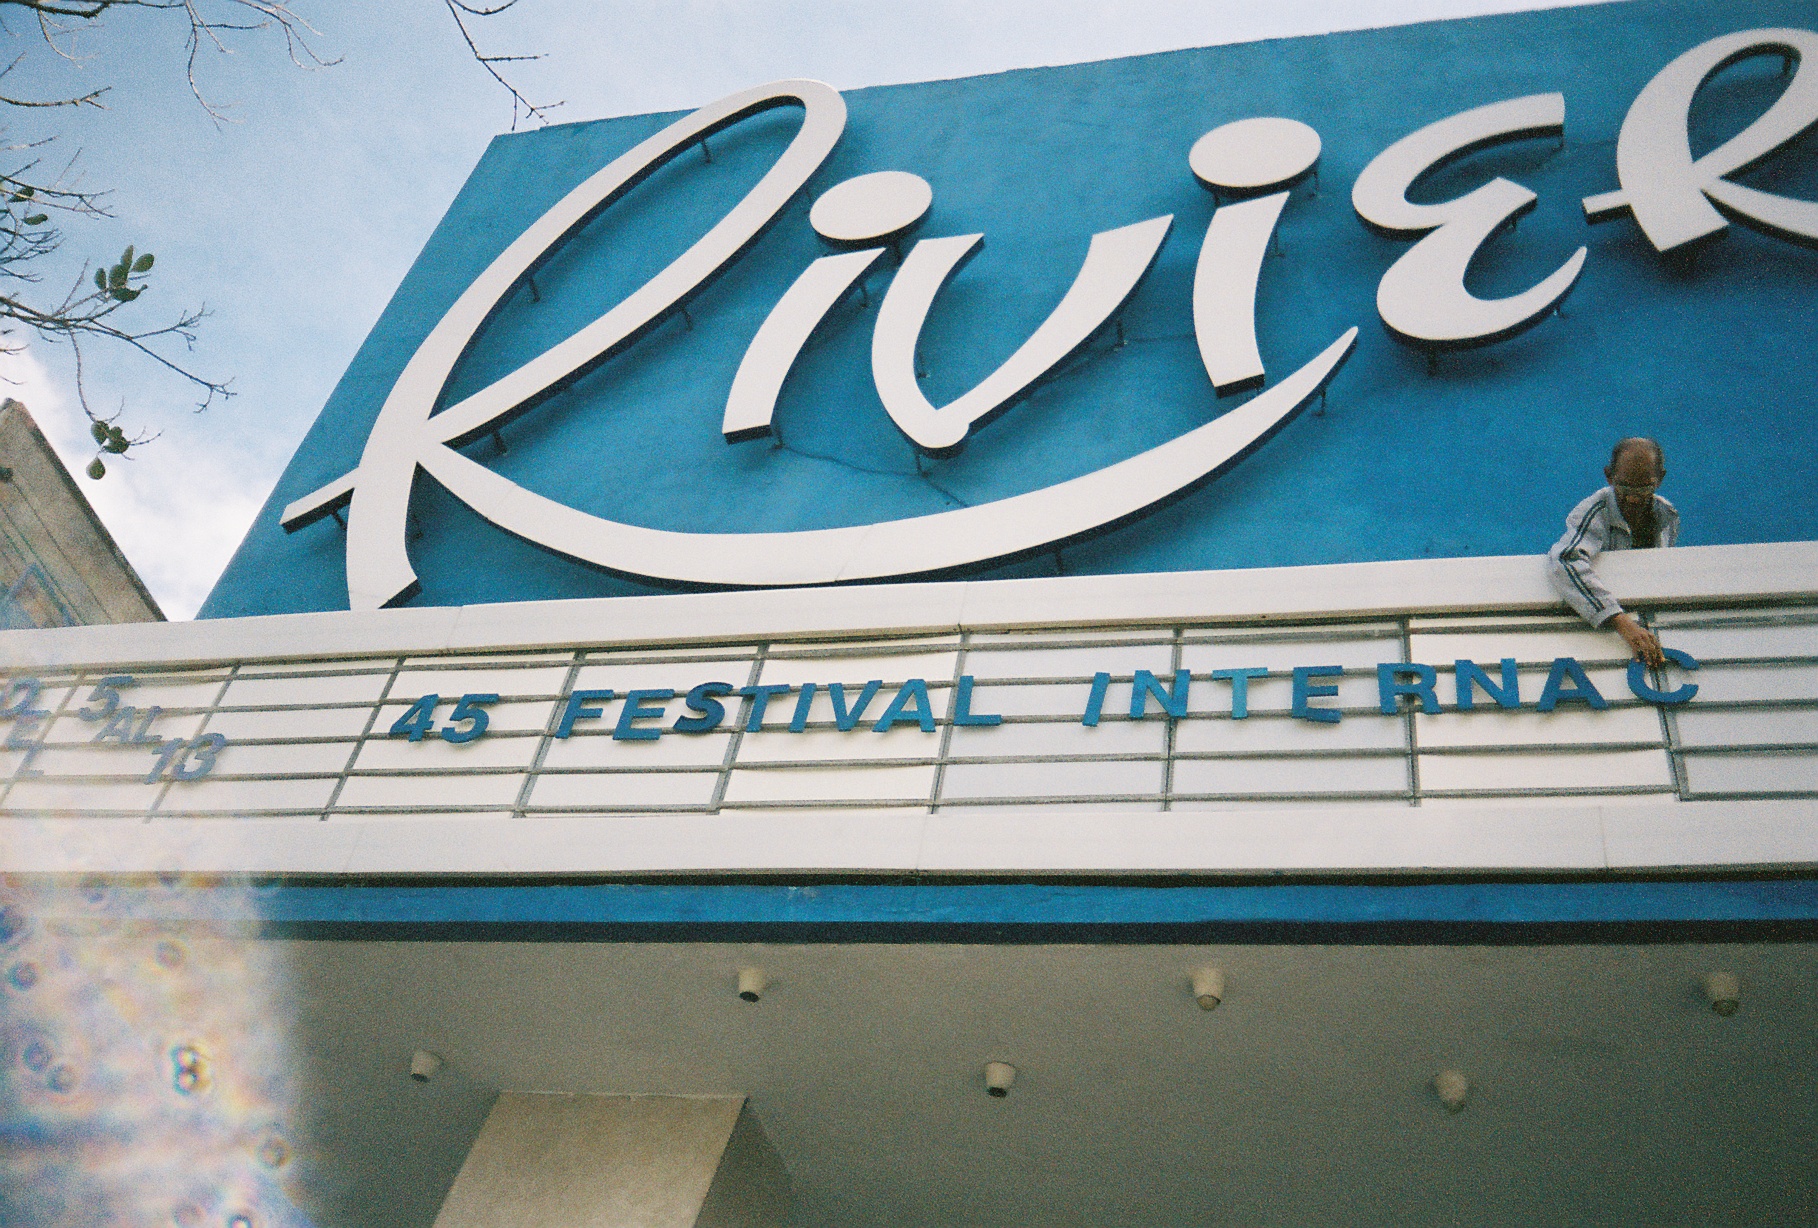 Rivier
45 FESTIVAL INTERNAC
5
AL
13